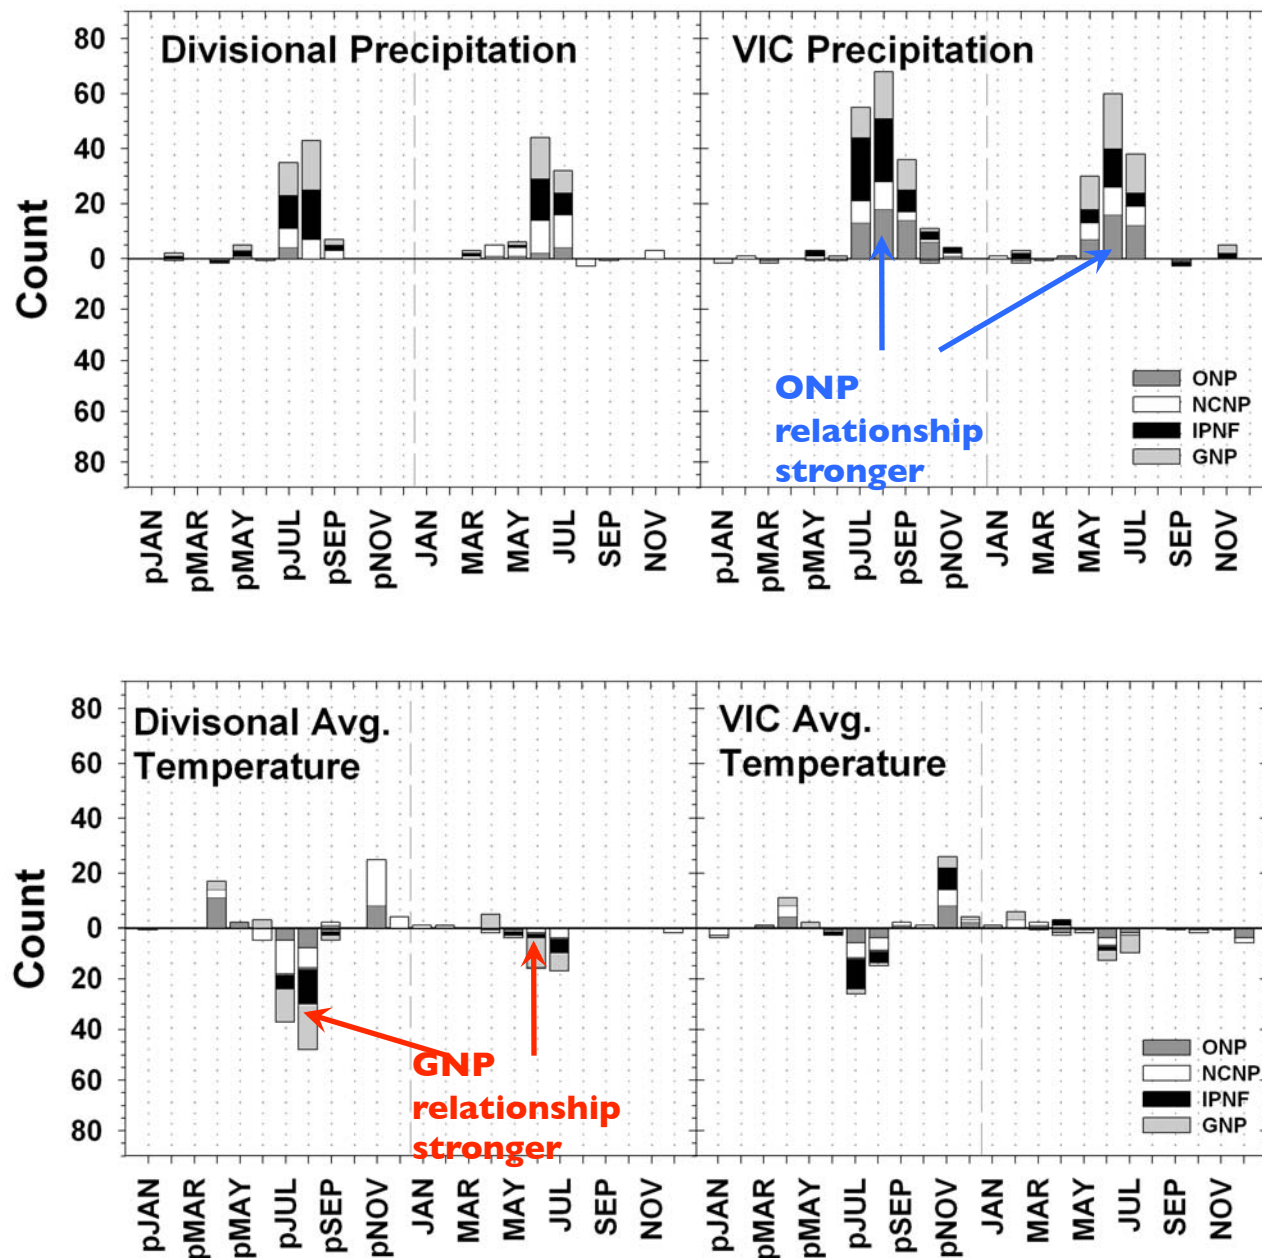 Divisional Precipitation
VIC Precipitation
Count
80
60
40
20
0
20
40
60
80
ONP
relationship
stronger
ONP
NCNP
IPNF
GNP
pJAN
pMAR
pMAY
pJUL
pSEP
pNOV
JAN
MAR
MAY
JUL
SEP
NOV
pJAN
pMAR
pMAY
pJUL
pSEP
pNOV
JAN
MAR
MAY
JUL
SEP
NOV
Divisonal Avg.
Temperature
VIC Avg.
Temperature
Count
80
60
40
20
0
20
40
60
80
GNP
relationship
stronger
ONP
NCNP
IPNF
GNP
pJAN
pMAR
pMAY
pJUL
pSEP
pNOV
JAN
MAR
MAY
JUL
SEP
NOV
pJAN
pMAR
pMAY
pJUL
pSEP
pNOV
JAN
MAR
MAY
JUL
SEP
NOV